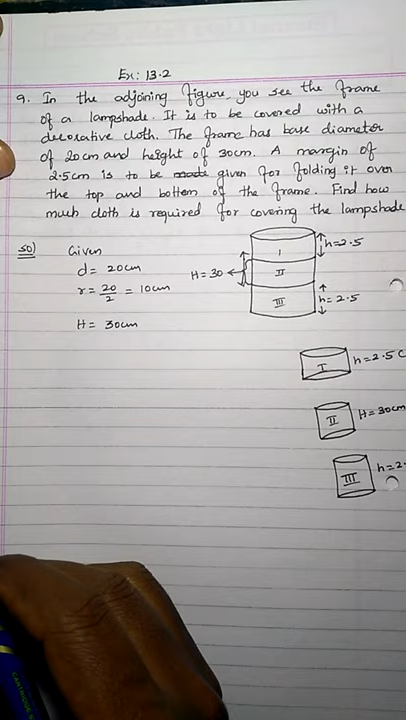 Ex: 13.2
9. In the adjoining figure, you see the frame
of a lampshade. It is to be covered with a
decorative cloth. The frame has base diameter
of 20cm and height of 30cm. A margin of
2.5cm is to be given for folding it over
the top and bottom of the frame. Find how
much cloth is required for covering the lampshade
Sol Given
d = 20cm
r = 20/2 = 10cm
H = 30cm
I
h=2.5
H = 30
II
III
h = 2.5
I h = 2.5 C
II H = 30cm
III h = 2.